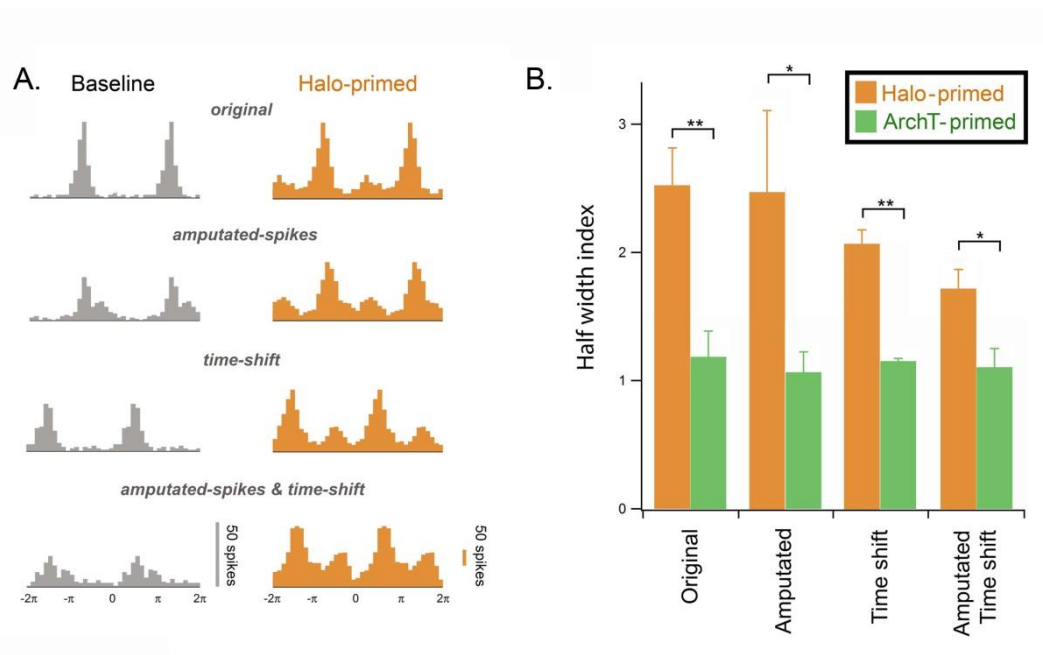 A.
Baseline
Halo-primed
original
amputated-spikes
time-shift
amputated-spikes & time-shift
50 spikes
50 spikes
-2π -π 0 π 2π
-2π -π 0 π 2π
B.
Halo-primed
ArchT-primed
Half width index
3
2
1
0
**
*
**
*
Original
Amputated
Time shift
Amputated
Time shift